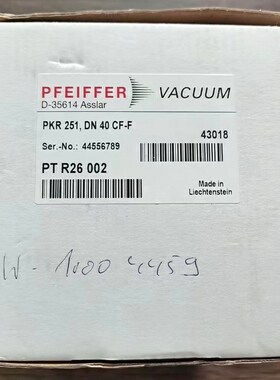 PFEIFFER VACUUM
D-35614 Asslar
PKR 251, DN 40 CF-F
43018
Ser.-No.: 44556789
PT R26 002
Made in
Liechtenstein
10004459